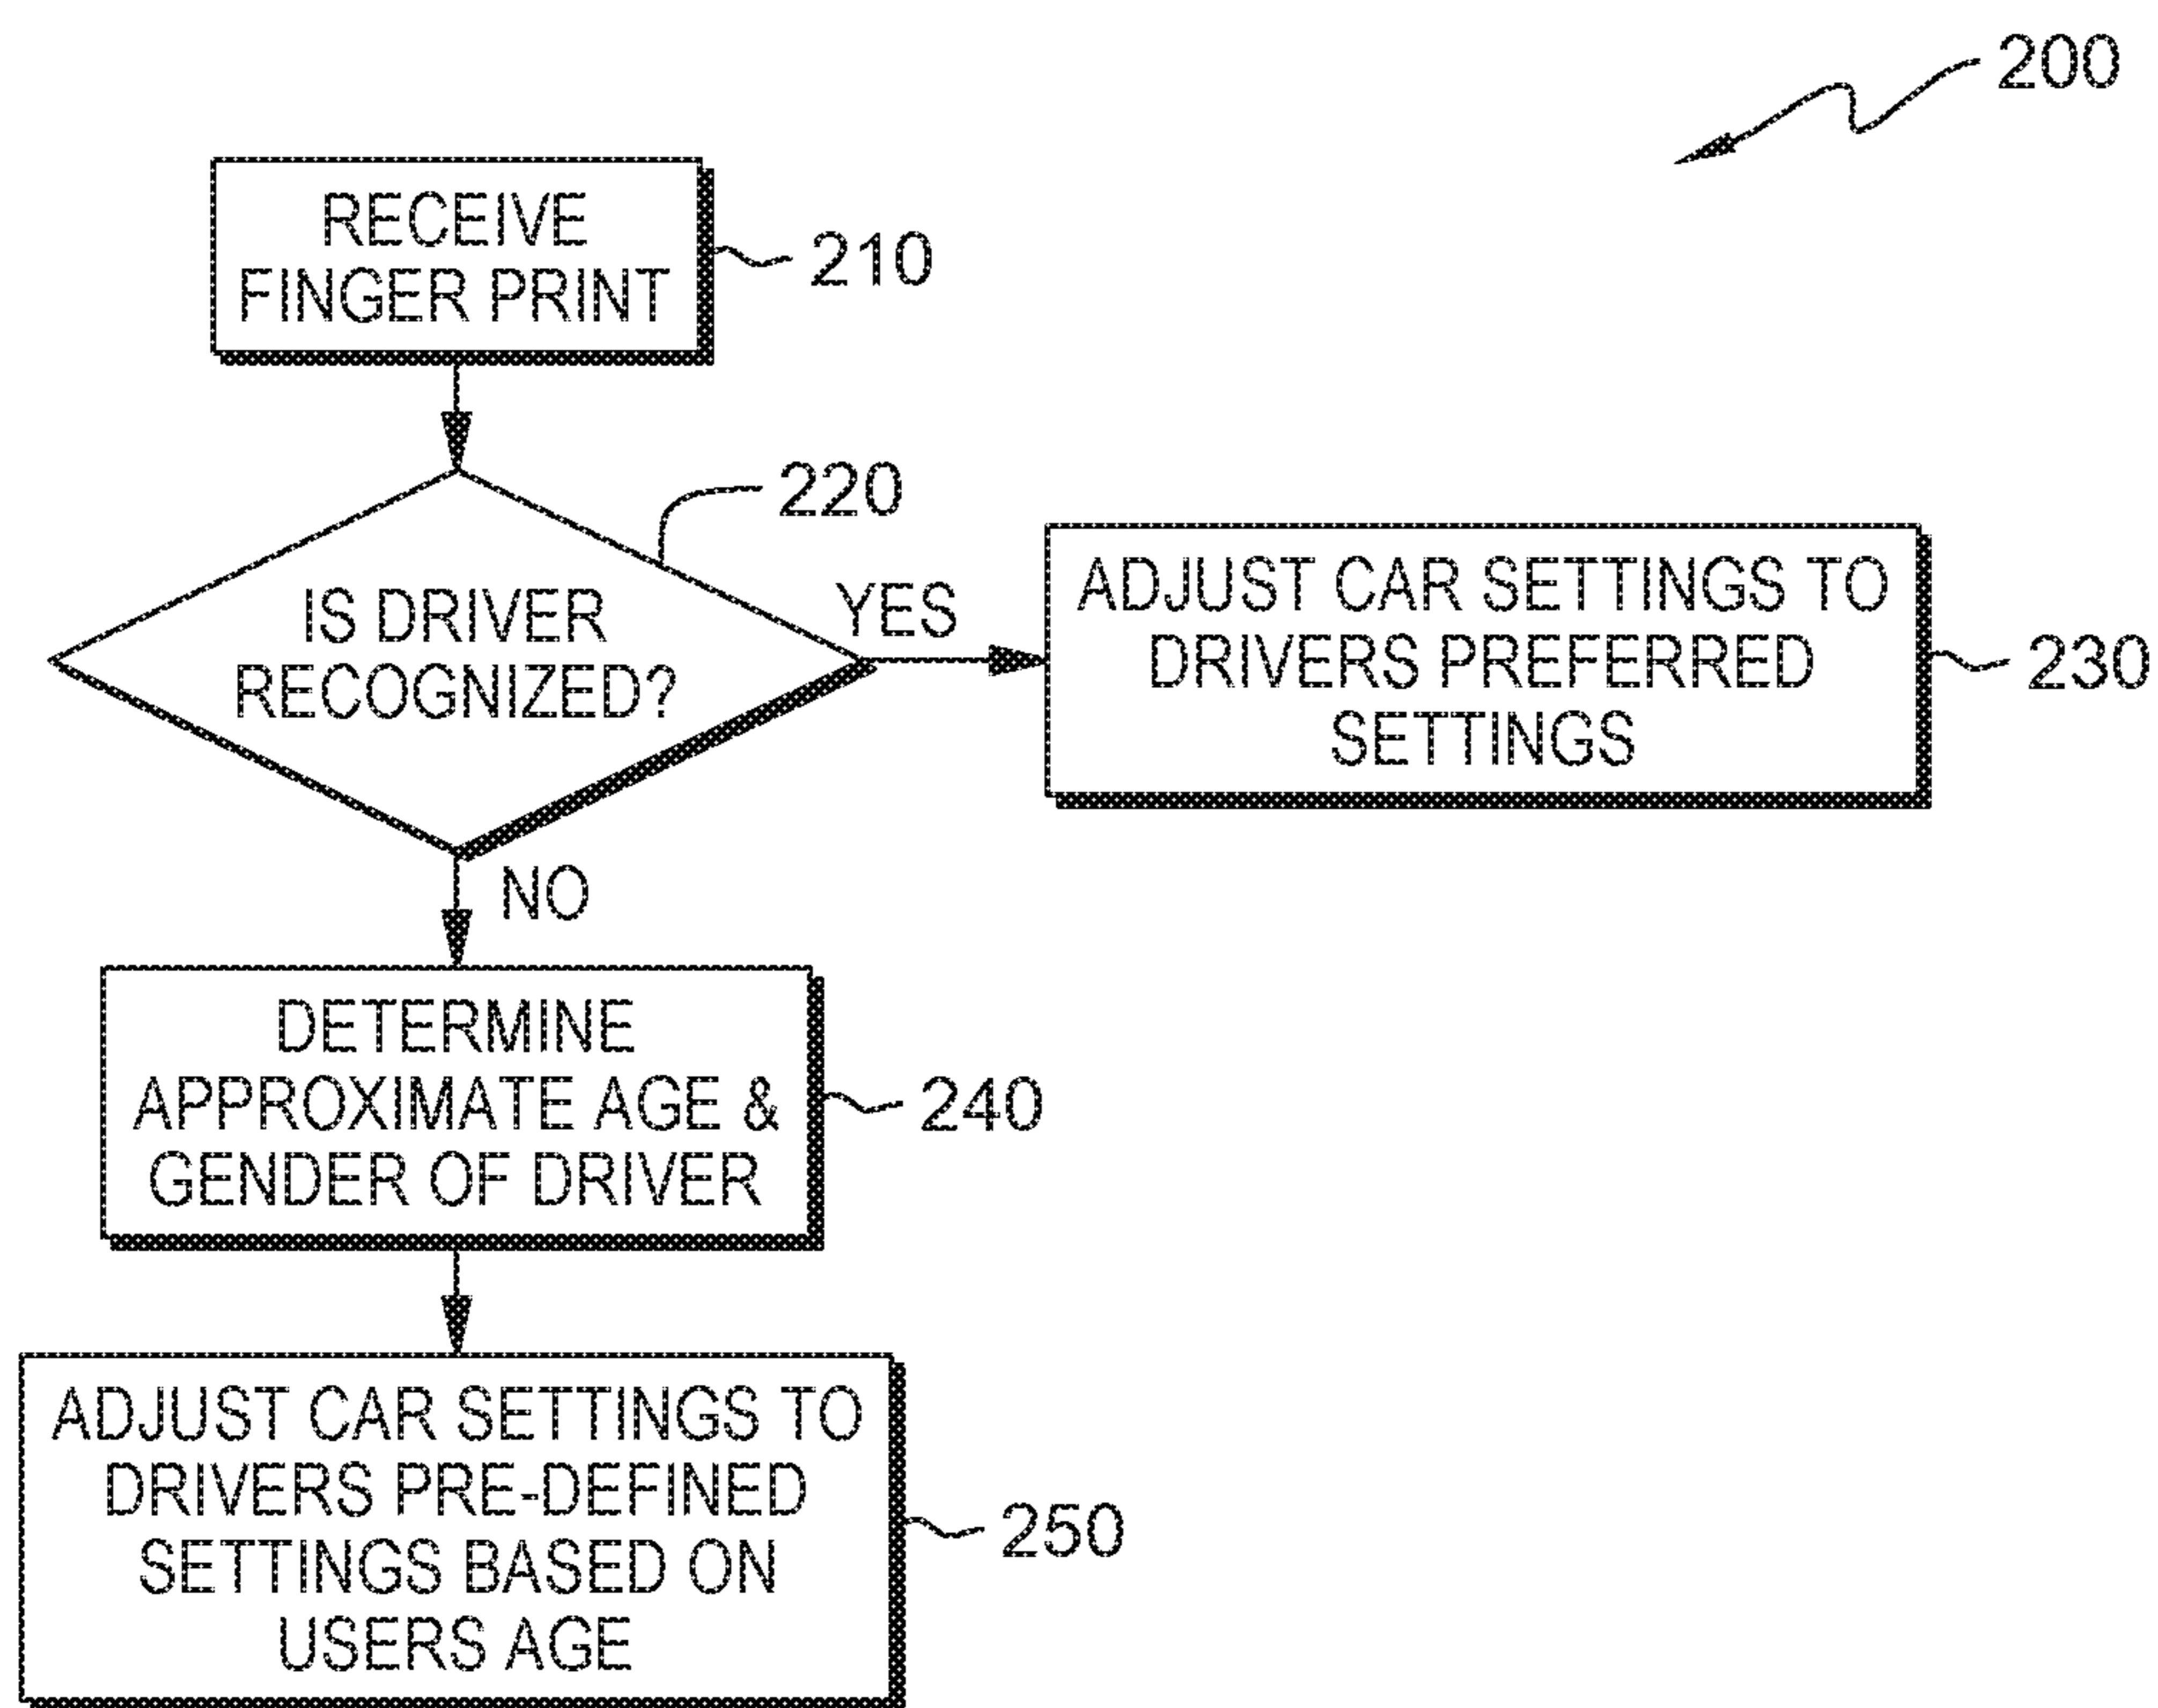 200
RECEIVE
FINGER PRINT
210
220
IS DRIVER
RECOGNIZED?
YES
ADJUST CAR SETTINGS TO
DRIVERS PREFERRED
SETTINGS
230
NO
DETERMINE
APPROXIMATE AGE &
GENDER OF DRIVER
240
ADJUST CAR SETTINGS TO
DRIVERS PRE-DEFINED
SETTINGS BASED ON
USERS AGE
250